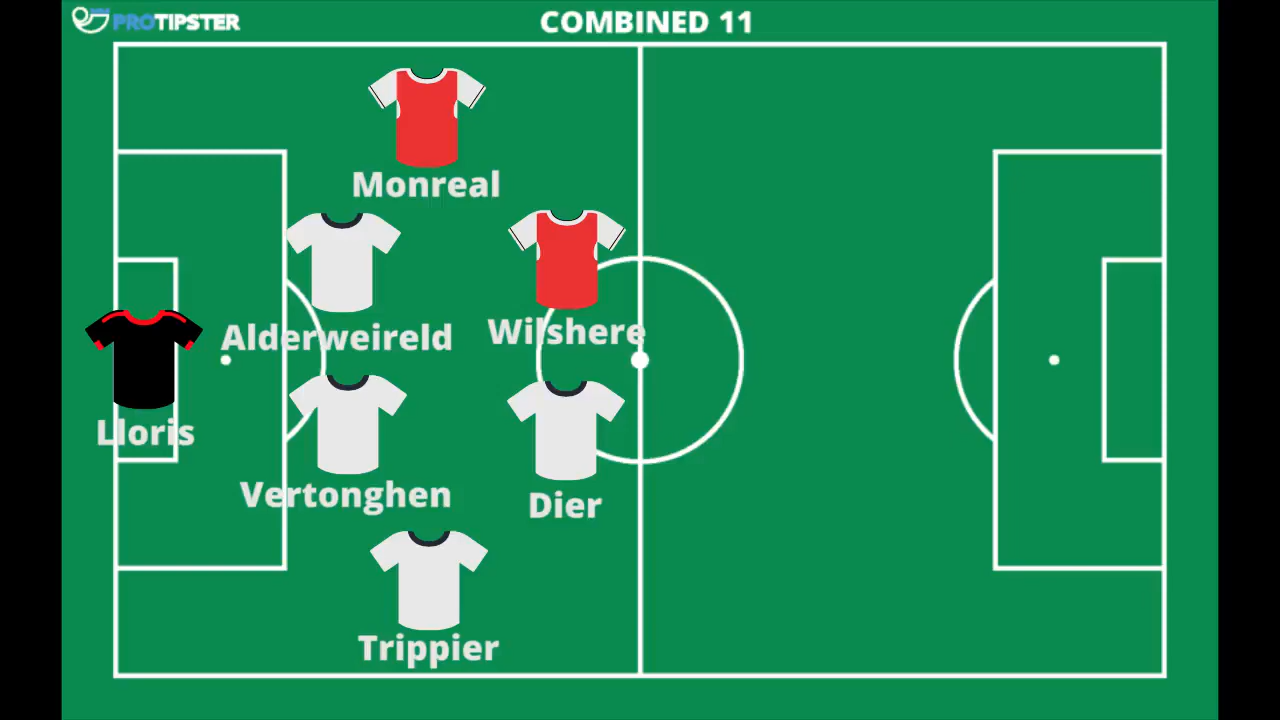 PROTIPSTER
COMBINED 11
Monreal
Alderweireld
Wilshere
Lloris
Vertonghen
Dier
Trippier